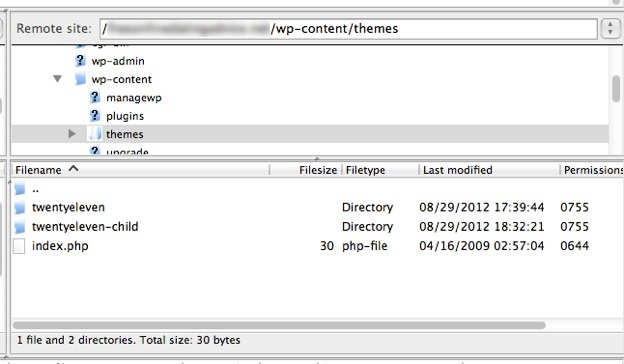 Remote site: / /wp-content/themes
wp-admin
wp-content
managewp
plugins
themes
upgrade
Filename Filesize Filetype Last modified Permissions
..
twentyeleven Directory 08/29/2012 17:39:44 0755
twentyeleven-child Directory 08/29/2012 18:32:21 0755
index.php 30 php-file 04/16/2009 02:57:04 0644
1 file and 2 directories. Total size: 30 bytes